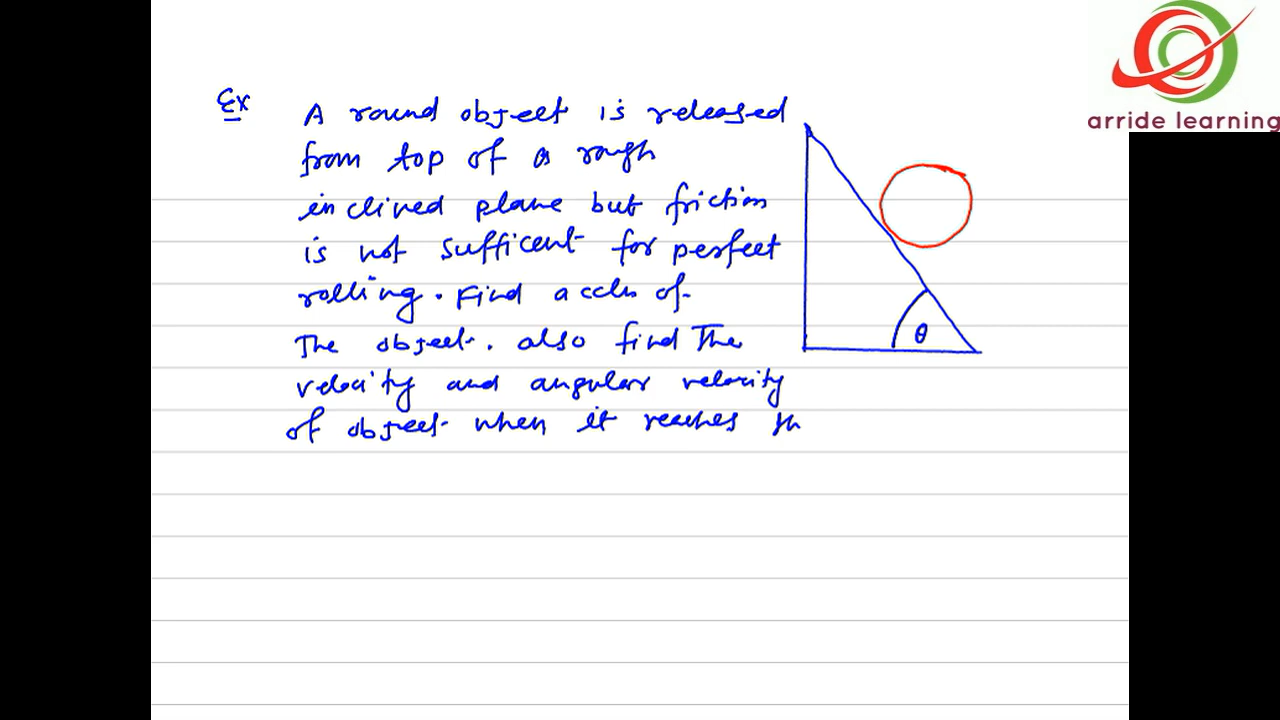 arride learning
Ex A round object is released
from top of a rough
inclined plane but friction
is not sufficent for perfect
rolling. Find accln of
The object. also find The
velocity and angular velocity
of object when it reaches th
θ